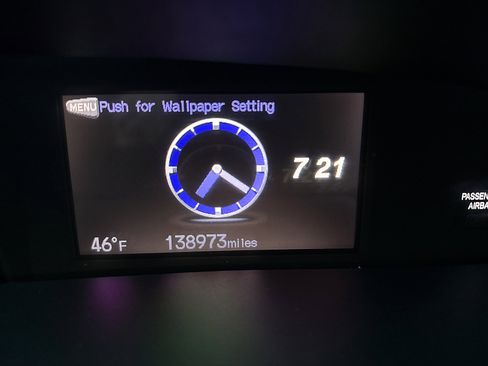 MENU Push for Wallpaper Setting
7 21
46°F 138973miles